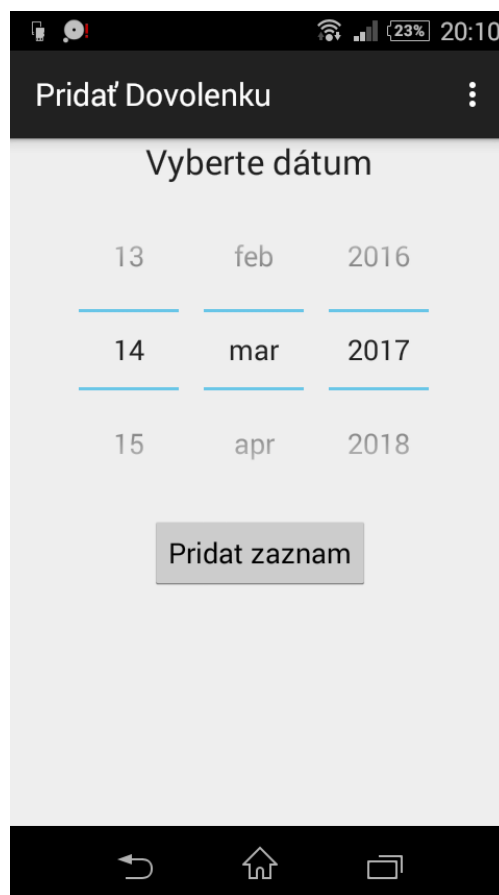 23% 20:10
Pridať Dovolenku
Vyberte dátum
13 feb 2016
14 mar 2017
15 apr 2018
Pridat zaznam